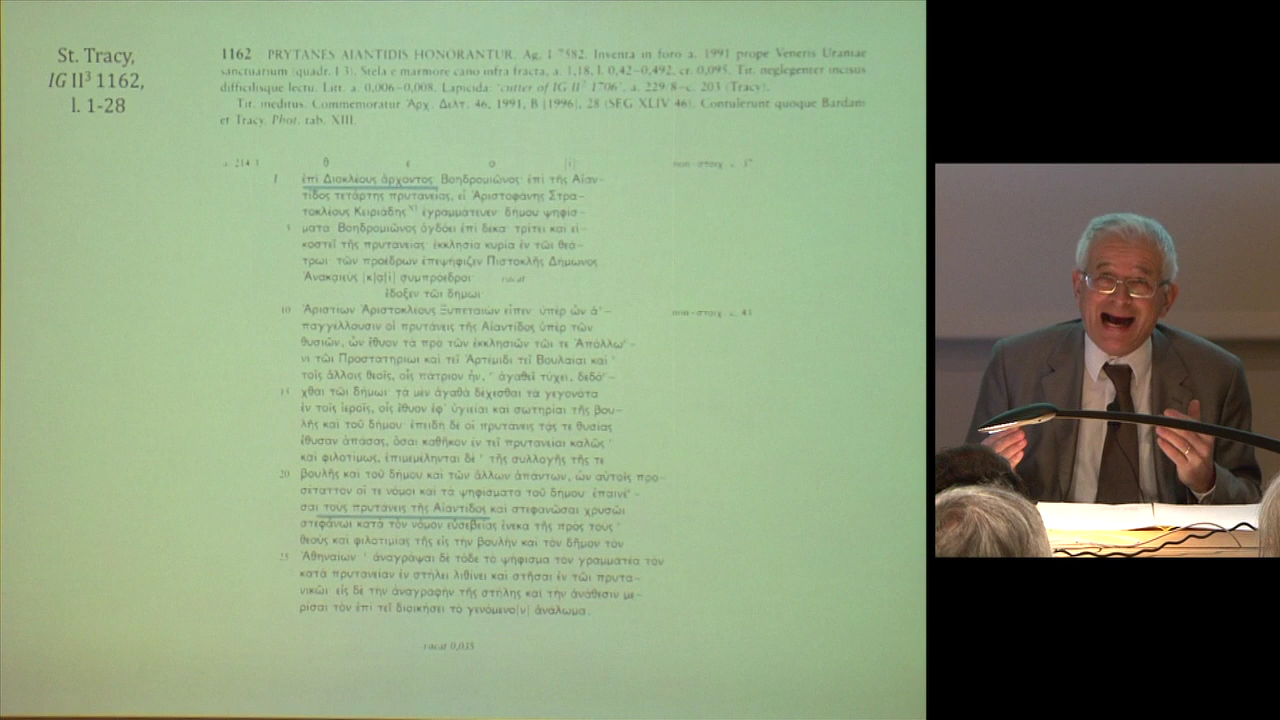 St. Tracy,
IG II³ 1162,
l. 1-28
1162 PRYTANES AIANTIDIS HONORANTUR. Ag. I 7582. Inventa in foro a. 1991 prope Veneris Uraniae
sanctuarium (quadr. I 3). Stela e marmore cano infra fracta, a. 1,18, l. 0,42–0,492, cr. 0,095. Tit. neglegenter incisus
difficilisque lectu. Litt. a. 0,006–0,008. Lapicida: 'cutter of IG II² 1706', a. 229/8–c. 203 (Tracy).
Tit. ineditus. Commemoratur Ἀρχ. Δελτ. 46, 1991, B [1996], 28 (SEG XLIV 46). Contulerunt quoque Bardani
et Tracy. Phot. tab. XIII.
a. 214/3 θ ε ο [ί] non-στοιχ. c. 37
1 ἐπὶ Διοκλέους ἄρχοντος Βοηδρομιῶνος· ἐπὶ τῆς Αἰαν–
τίδος τετάρτης πρυτανείας, εἷ Ἀριστοφάνης Στρα–
τοκλέους Κειριάδης ἐγραμμάτευεν· δήμου ψηφίσ–
5 ματα· Βοηδρομιῶνος ὀγδόει ἐπὶ δέκα· τρίτει καὶ εἰ–
κοστεῖ τῆς πρυτανείας· ἐκκλησία κυρία ἐν τῶι θεά–
τρωι· τῶν προέδρων ἐπεψήφιζεν Πιστοκλῆς Δήμωνος
Ἀνακαιεὺς [κ]α[ὶ] συμπρόεδροι· vacat
ἔδοξεν τῶι δήμωι·
10 Ἀριστίων Ἀριστοκλέους Ξυπεταιὼν εἶπεν· ὑπὲρ ὧν ἀ'– non-στοιχ. c. 43
παγγέλλουσιν οἱ πρυτάνεις τῆς Αἰαντίδος ὑπὲρ τῶν
θυσιῶν, ὧν ἔθυον τὰ πρὸ τῶν ἐκκλησιῶν τῶι τε Ἀπόλλω'–
νι τῶι Προστατηρίωι καὶ τεῖ Ἀρτέμιδι τεῖ Βουλαίαι καὶ '
τοῖς ἄλλοις θεοῖς, οἷς πάτριον ἦν, ' ἀγαθεῖ τύχει, δεδό'–
15 χθαι τῶι δήμωι· τὰ μὲν ἀγαθὰ δέχεσθαι τὰ γεγονότα
ἐν τοῖς ἱεροῖς, οἷς ἔθυον ἐφ' ὑγιείαι καὶ σωτηρίαι τῆς βου–
λῆς καὶ τοῦ δήμου· ἐπειδὴ δὲ οἱ πρυτάνεις τάς τε θυσίας
ἔθυσαν ἁπάσας, ὅσαι καθῆκον ἐν τεῖ πρυτανείαι καλῶς '
καὶ φιλοτίμως, ἐπιμεμέληνται δὲ ' τῆς συλλογῆς τῆς τε
20 βουλῆς καὶ τοῦ δήμου καὶ τῶν ἄλλων ἁπάντων, ὧν αὐτοῖς προ–
σέταττον οἵ τε νόμοι καὶ τὰ ψηφίσματα τοῦ δήμου· ἐπαινέ'–
σαι τοὺς πρυτάνεις τῆς Αἰαντίδος καὶ στεφανῶσαι χρυσῶι
στεφάνωι κατὰ τὸν νόμον εὐσεβείας ἕνεκα τῆς πρὸς τοὺς '
θεοὺς καὶ φιλοτιμίας τῆς εἰς τὴν βουλὴν καὶ τὸν δῆμον τὸν
25 Ἀθηναίων· ' ἀναγράψαι δὲ τόδε τὸ ψήφισμα τὸν γραμματέα τὸν
κατὰ πρυτανείαν ἐν στήλει λιθίνει καὶ στῆσαι ἐν τῶι πρυτα–
νικῶι· εἰς δὲ τὴν ἀναγραφὴν τῆς στήλης καὶ τὴν ἀνάθεσιν με–
ρίσαι τὸν ἐπὶ τεῖ διοικήσει τὸ γενόμενο[ν] ἀνάλωμα.
vacat 0,035